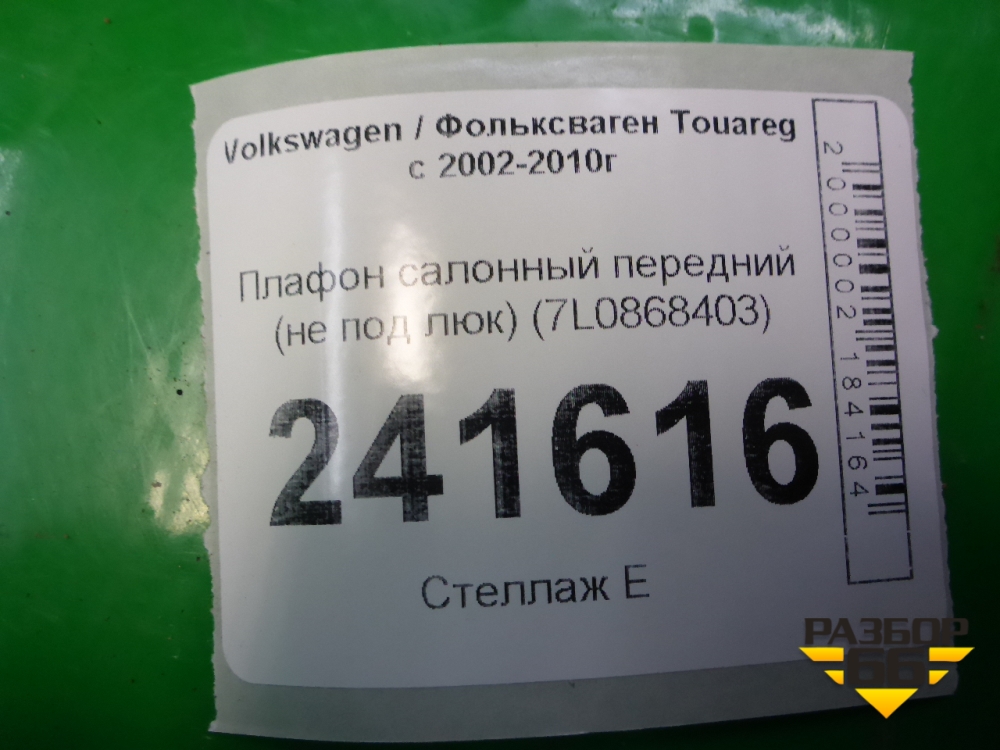 Volkswagen / Фольксваген Touareg
с 2002-2010г
Плафон салонный передний
(не под люк) (7L0868403)
241616
Стеллаж Е
2000002184164
РАЗБОР
66